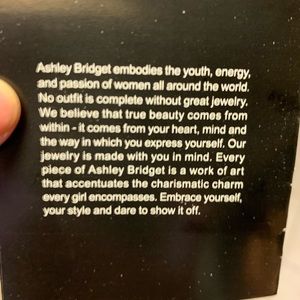 Ashley Bridget embodies the youth, energy,
and passion of women all around the world.
No outfit is complete without great jewelry.
We believe that true beauty comes from
within - it comes from your heart, mind and
the way in which you express yourself. Our
jewelry is made with you in mind. Every
piece of Ashley Bridget is a work of art
that accentuates the charismatic charm
every girl encompasses. Embrace yourself,
your style and dare to show it off.